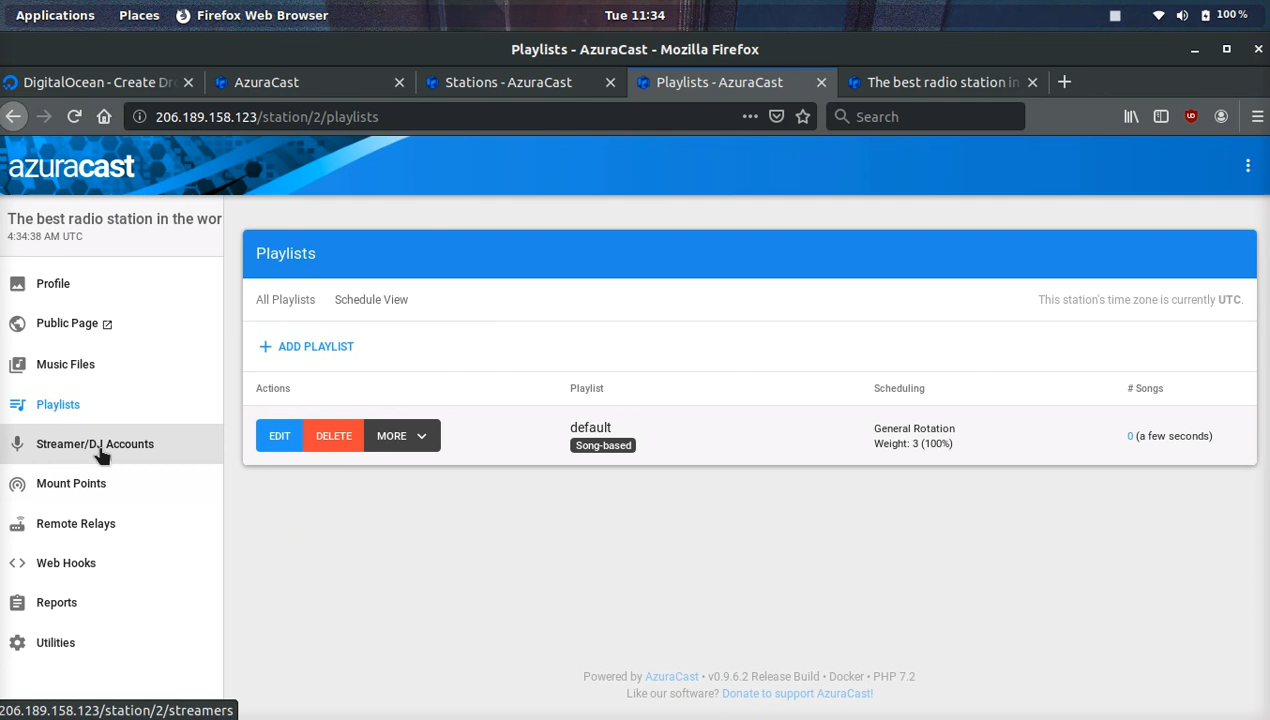 Applications Places Firefox Web Browser Tue 11:34 100 %
Playlists - AzuraCast - Mozilla Firefox
DigitalOcean - Create Dr AzuraCast Stations - AzuraCast Playlists - AzuraCast The best radio station in
206.189.158.123/station/2/playlists Search
azuracast
The best radio station in the wor
4:34:38 AM UTC
Profile
Public Page
Music Files
Playlists
Streamer/DJ Accounts
Mount Points
Remote Relays
Web Hooks
Reports
Utilities
206.189.158.123/station/2/streamers
Playlists
All Playlists Schedule View This station's time zone is currently UTC.
+ ADD PLAYLIST
Actions Playlist Scheduling # Songs
EDIT DELETE MORE default General Rotation 0 (a few seconds)
Song-based Weight: 3 (100%)
Powered by AzuraCast • v0.9.6.2 Release Build • Docker • PHP 7.2
Like our software? Donate to support AzuraCast!